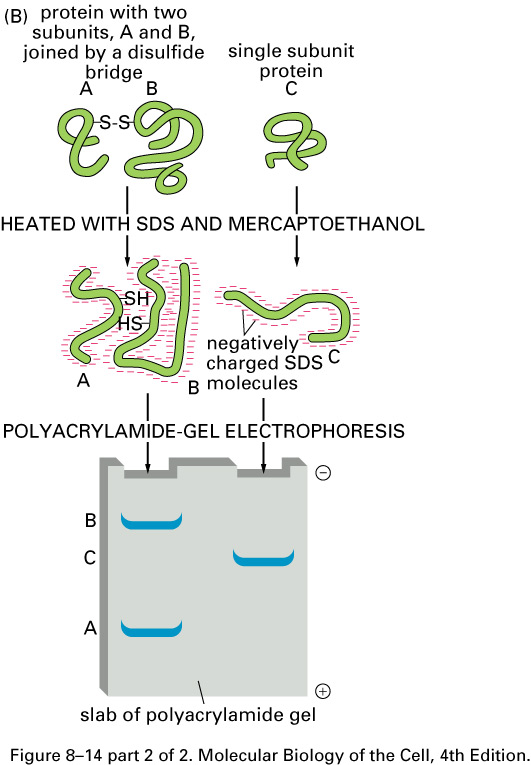 (B) protein with two
subunits, A and B,
joined by a disulfide
bridge
single subunit
protein
A
B
C
S-S
HEATED WITH SDS AND MERCAPTOETHANOL
SH
HS
negatively
charged SDS
molecules
A
B
C
POLYACRYLAMIDE-GEL ELECTROPHORESIS
−
B
C
A
+
slab of polyacrylamide gel
Figure 8–14 part 2 of 2. Molecular Biology of the Cell, 4th Edition.